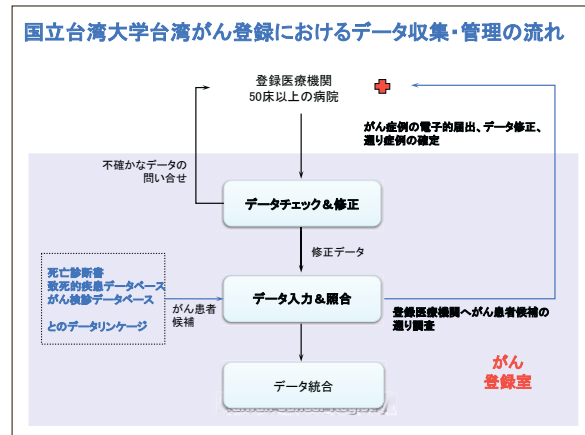 国立台湾大学台湾がん登録におけるデータ収集・管理の流れ
登録医療機関
50床以上の病院
がん症例の電子的届出、データ修正、
遡り症例の確定
不確かなデータの
問い合せ
データチェック＆修正
修正データ
死亡診断書
致死的疾患データベース
がん検診データベース
とのデータリンケージ
がん患者
候補
データ入力＆照合
登録医療機関へがん患者候補の
遡り調査
データ統合
がん
登録室